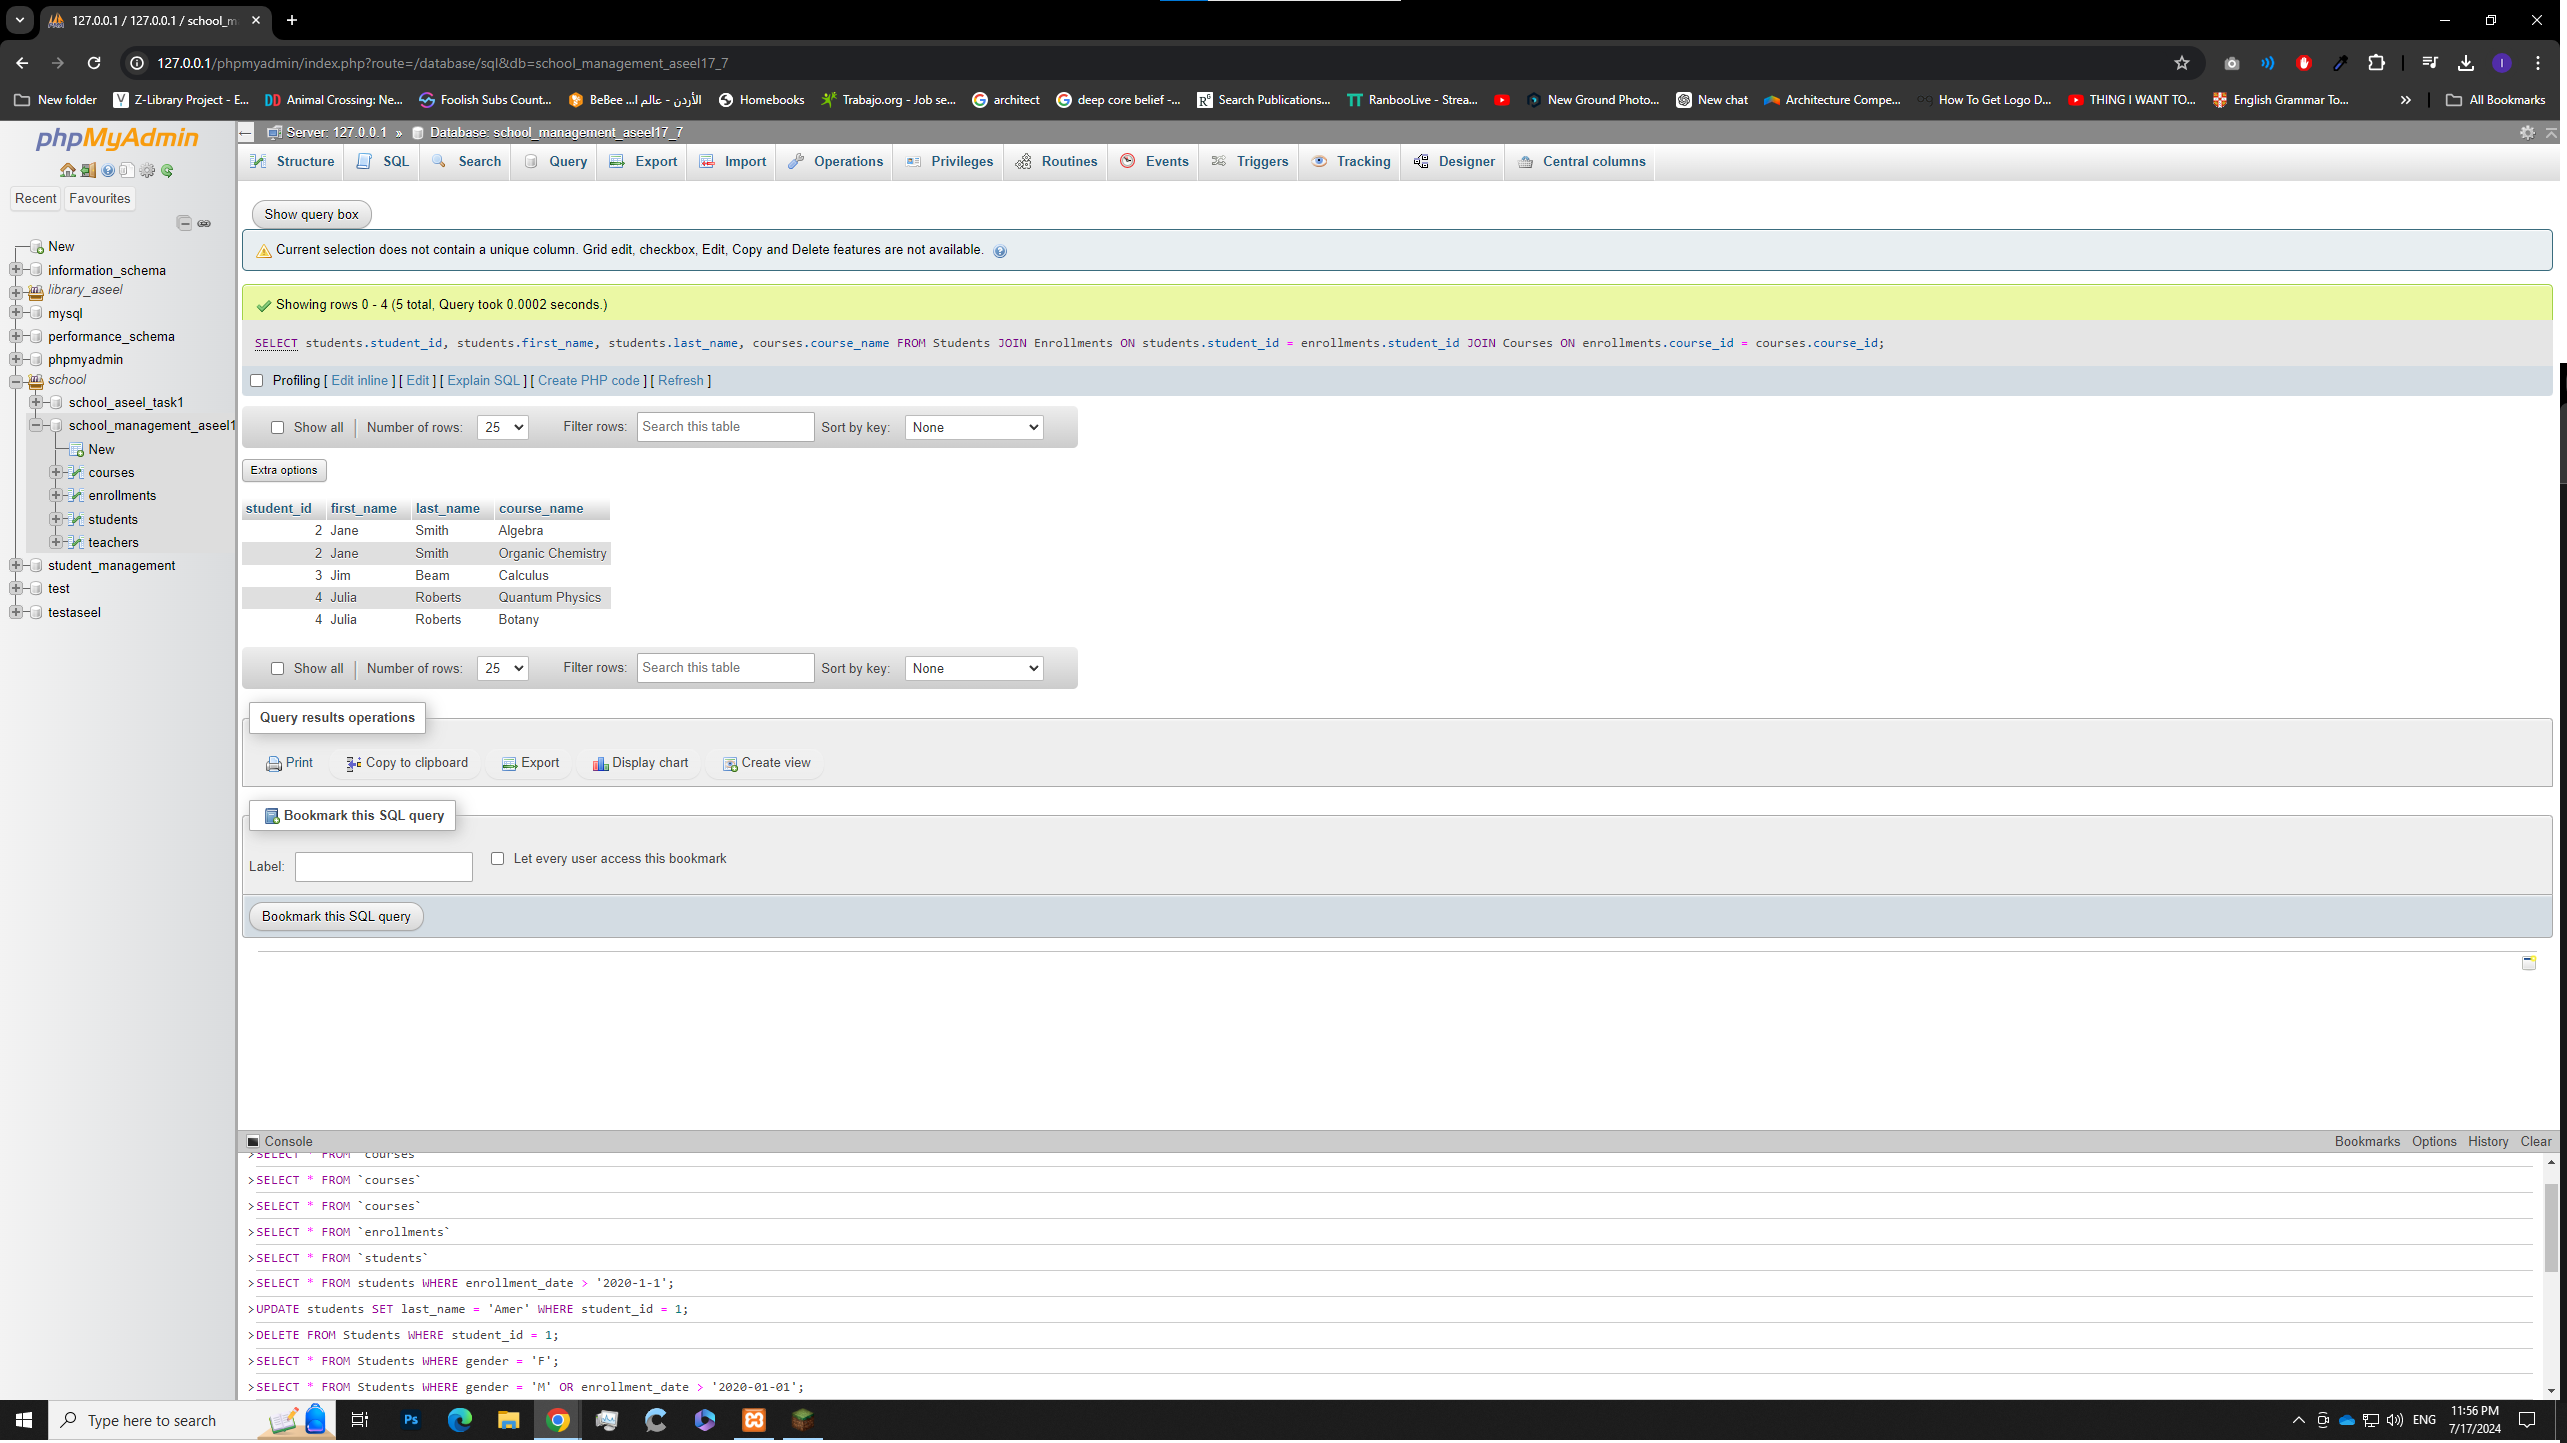 127.0.0.1 / 127.0.0.1 / school_m
127.0.0.1/phpmyadmin/index.php?route=/database/sql&db=school_management_aseel17_7
New folder Z-Library Project - E... Animal Crossing: Ne... Foolish Subs Count... BeBee الأردن - عالم ا... Homebooks Trabajo.org - Job se... architect deep core belief -... Search Publications... RanbooLive - Strea... New Ground Photo... New chat Architecture Compe... How To Get Logo D... THING I WANT TO... English Grammar To... » All Bookmarks
phpMyAdmin
Recent Favourites
New
information_schema
library_aseel
mysql
performance_schema
phpmyadmin
school
school_aseel_task1
school_management_aseel1
New
courses
enrollments
students
teachers
student_management
test
testaseel
Server: 127.0.0.1 » Database: school_management_aseel17_7
Structure SQL Search Query Export Import Operations Privileges Routines Events Triggers Tracking Designer Central columns
Show query box
Current selection does not contain a unique column. Grid edit, checkbox, Edit, Copy and Delete features are not available.
Showing rows 0 - 4 (5 total, Query took 0.0002 seconds.)
SELECT students.student_id, students.first_name, students.last_name, courses.course_name FROM Students JOIN Enrollments ON students.student_id = enrollments.student_id JOIN Courses ON enrollments.course_id = courses.course_id;
Profiling [ Edit inline ] [ Edit ] [ Explain SQL ] [ Create PHP code ] [ Refresh ]
Show all Number of rows: 25 Filter rows: Search this table Sort by key: None
Extra options
student_id first_name last_name course_name
2 Jane Smith Algebra
2 Jane Smith Organic Chemistry
3 Jim Beam Calculus
4 Julia Roberts Quantum Physics
4 Julia Roberts Botany
Show all Number of rows: 25 Filter rows: Search this table Sort by key: None
Query results operations
Print Copy to clipboard Export Display chart Create view
Bookmark this SQL query
Label: Let every user access this bookmark
Bookmark this SQL query
Console Bookmarks Options History Clear
>SELECT * FROM `courses`
>SELECT * FROM `courses`
>SELECT * FROM `courses`
>SELECT * FROM `enrollments`
>SELECT * FROM `students`
>SELECT * FROM students WHERE enrollment_date > '2020-1-1';
>UPDATE students SET last_name = 'Amer' WHERE student_id = 1;
>DELETE FROM Students WHERE student_id = 1;
>SELECT * FROM Students WHERE gender = 'F';
>SELECT * FROM Students WHERE gender = 'M' OR enrollment_date > '2020-01-01';
Type here to search
Ps
ENG
11:56 PM
7/17/2024